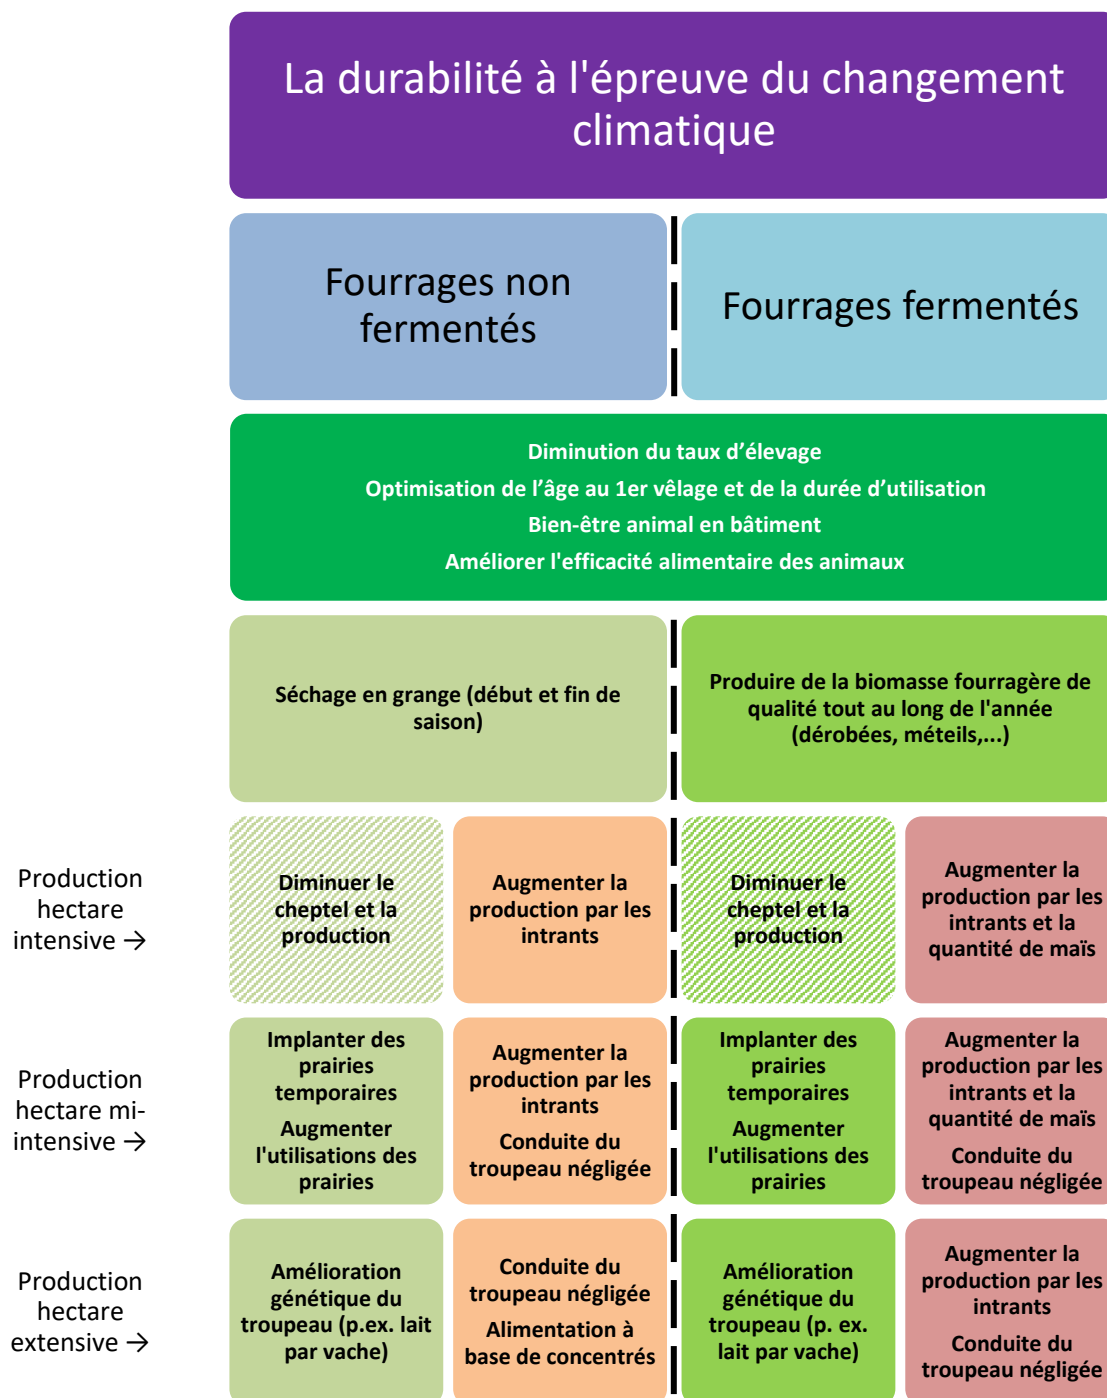 La durabilité à l'épreuve du changement
climatique
Fourrages non
fermentés
Fourrages fermentés
Diminution du taux d’élevage
Optimisation de l’âge au 1er vêlage et de la durée d’utilisation
Bien-être animal en bâtiment
Améliorer l'efficacité alimentaire des animaux
Séchage en grange (début et fin de
saison)
Produire de la biomasse fourragère de
qualité tout au long de l'année
(dérobées, méteils,...)
Production
hectare
intensive →
Diminuer le
cheptel et la
production
Augmenter la
production par les
intrants
Diminuer le
cheptel et la
production
Augmenter la
production par les
intrants et la
quantité de maïs
Production
hectare mi-
intensive →
Implanter des
prairies
temporaires
Augmenter
l'utilisations des
prairies
Augmenter la
production par les
intrants
Conduite du
troupeau négligée
Implanter des
prairies
temporaires
Augmenter
l'utilisations des
prairies
Augmenter la
production par les
intrants et la
quantité de maïs
Conduite du
troupeau négligée
Production
hectare
extensive →
Amélioration
génétique du
troupeau (p.ex. lait
par vache)
Conduite du
troupeau négligée
Alimentation à
base de concentrés
Amélioration
génétique du
troupeau (p. ex.
lait par vache)
Augmenter la
production par les
intrants
Conduite du
troupeau négligée